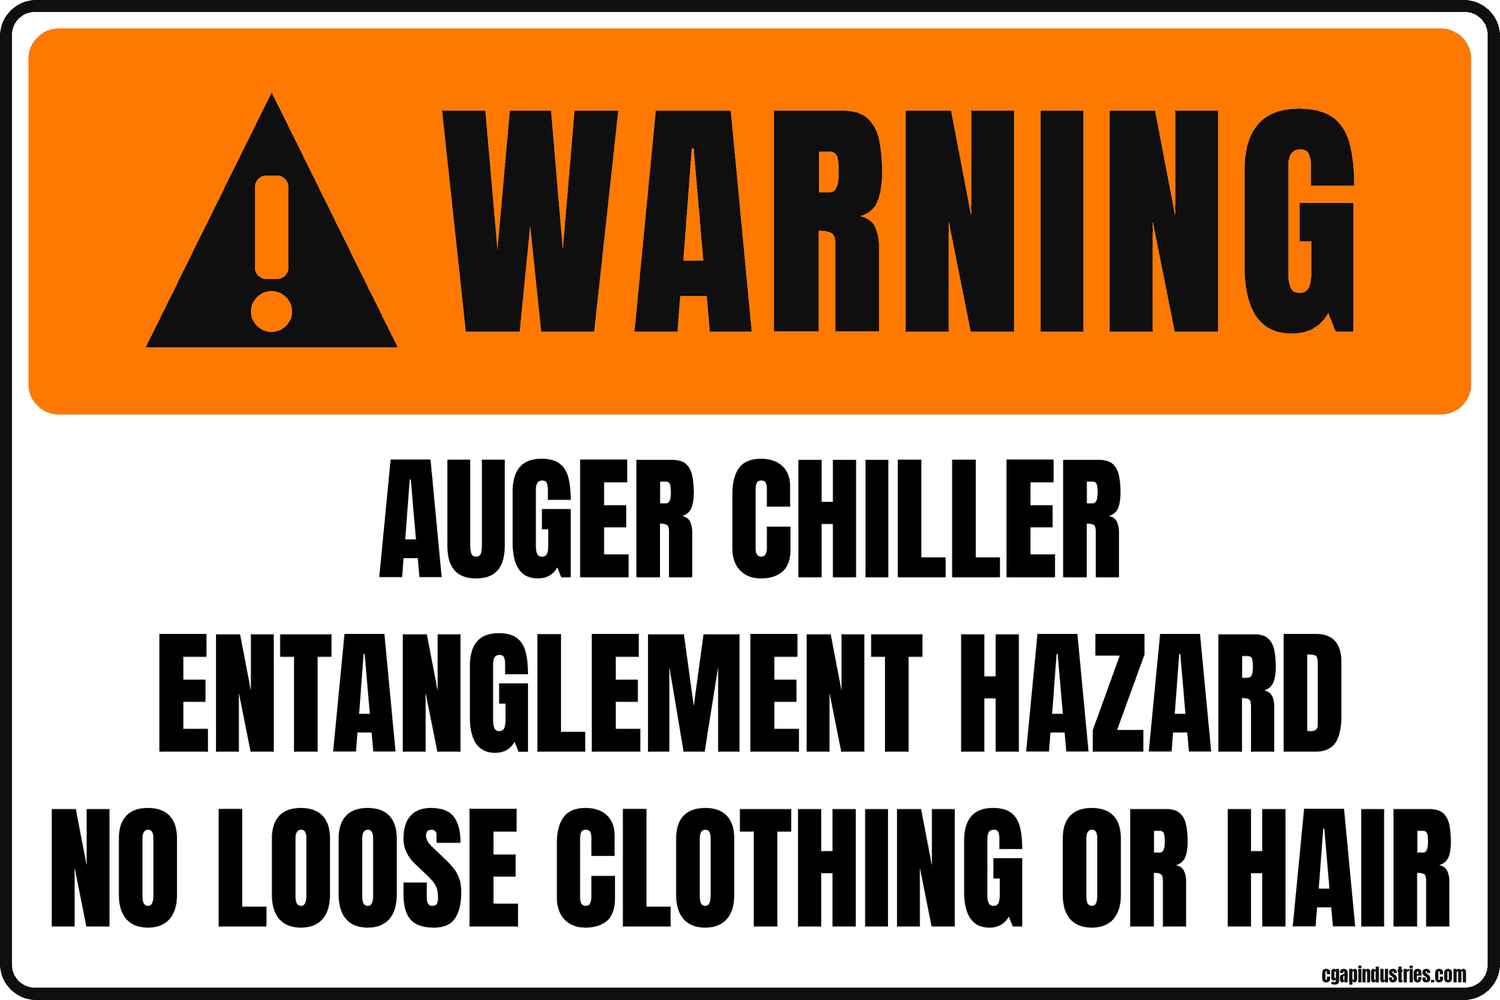 WARNING
AUGER CHILLER
ENTANGLEMENT HAZARD
NO LOOSE CLOTHING OR HAIR
cgapindustries.com